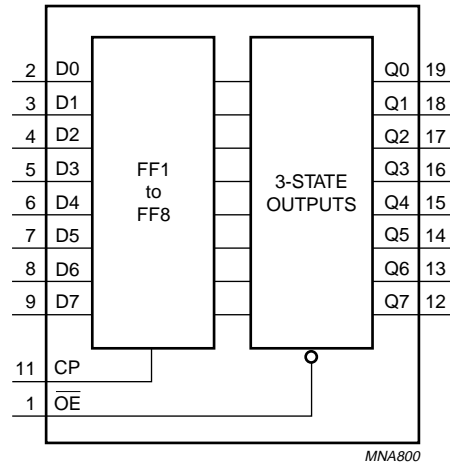 2 D0 Q0 19
3 D1 Q1 18
4 D2 Q2 17
5 D3 Q3 16
6 D4 Q4 15
7 D5 Q5 14
8 D6 Q6 13
9 D7 Q7 12
FF1
to
FF8
3-STATE
OUTPUTS
11 CP
1 O̅E̅
MNA800